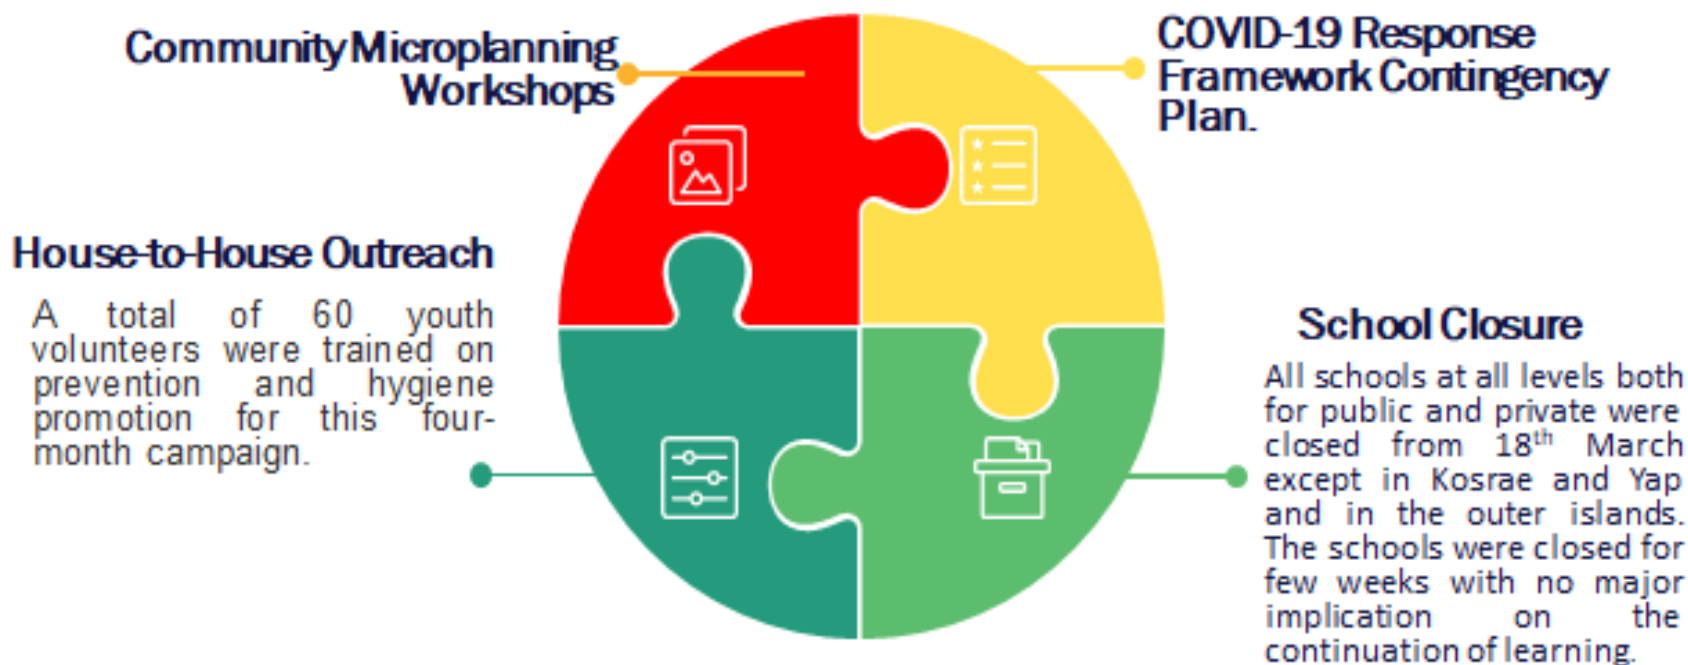 Community Microplanning
Workshops
COVID-19 Response
Framework Contingency
Plan.
House-to-House Outreach
A total of 60 youth
volunteers were trained on
prevention and hygiene
promotion for this four-
month campaign.
School Closure
All schools at all levels both
for public and private were
closed from 18th March
except in Kosrae and Yap
and in the outer islands.
The schools were closed for
few weeks with no major
implication on the
continuation of learning.